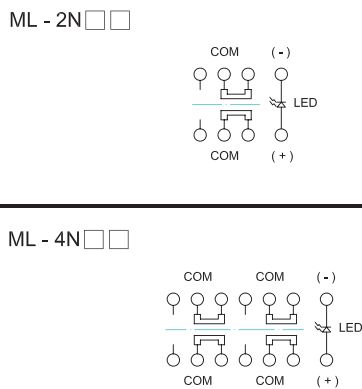 ML - 2N□□
COM (-)
LED
COM (+)
ML - 4N□□
COM COM (-)
LED
COM COM (+)